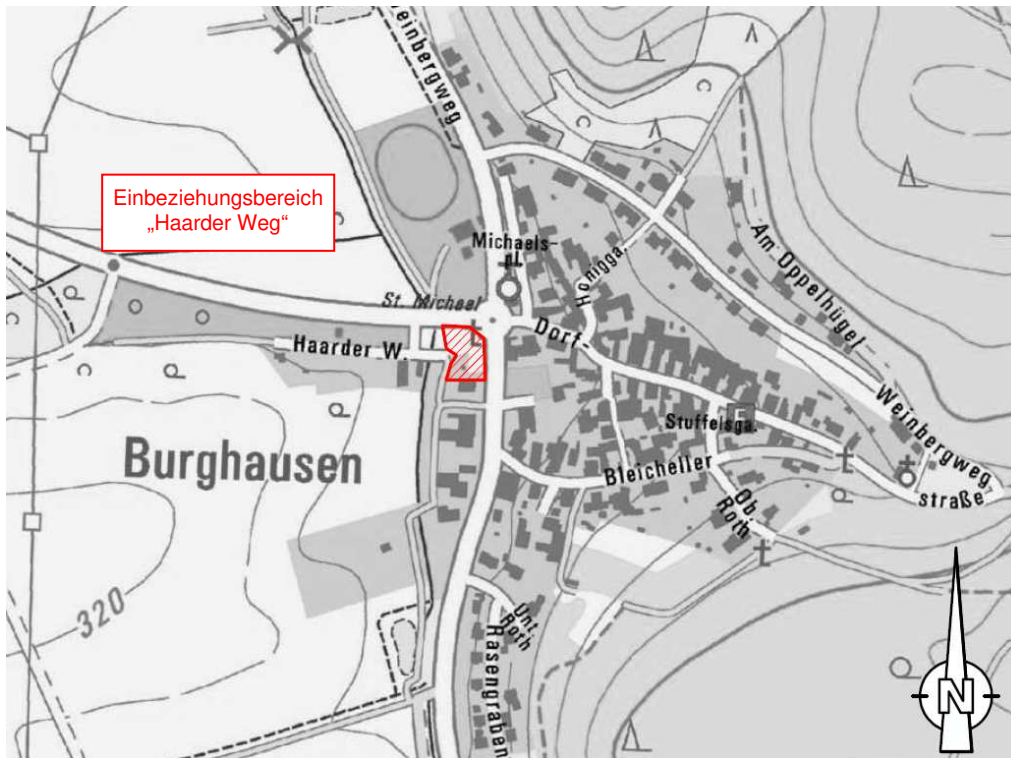 Weinbergweg
Einbeziehungsbereich
„Haarder Weg“
Michaels-
pl.
Honigga.
Am Oppelhügel
St. Michael
Dorf-
Haarder W.
Weinbergweg
Stuffelsga.
F
Burghausen
Bleicheller
straße
Ob.
Roth
320
Unt.
Roth
Rasengraben
N